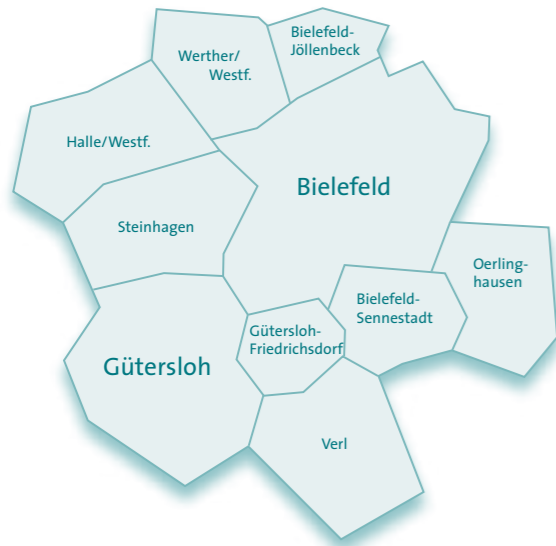 Bielefeld-
Jöllenbeck
Werther/
Westf.
Halle/Westf.
Bielefeld
Steinhagen
Oerling-
hausen
Bielefeld-
Sennestadt
Gütersloh-
Friedrichsdorf
Gütersloh
Verl